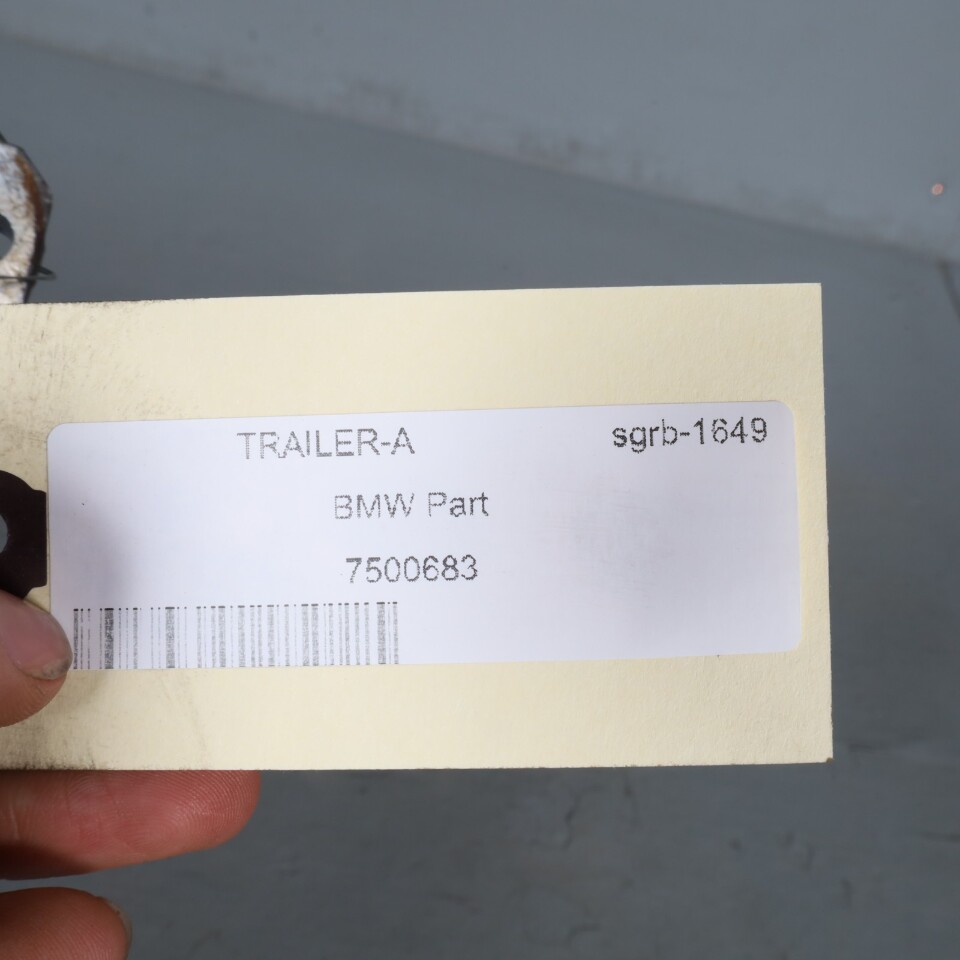 TRAILER-A sgrb-1649
BMW Part
7500683